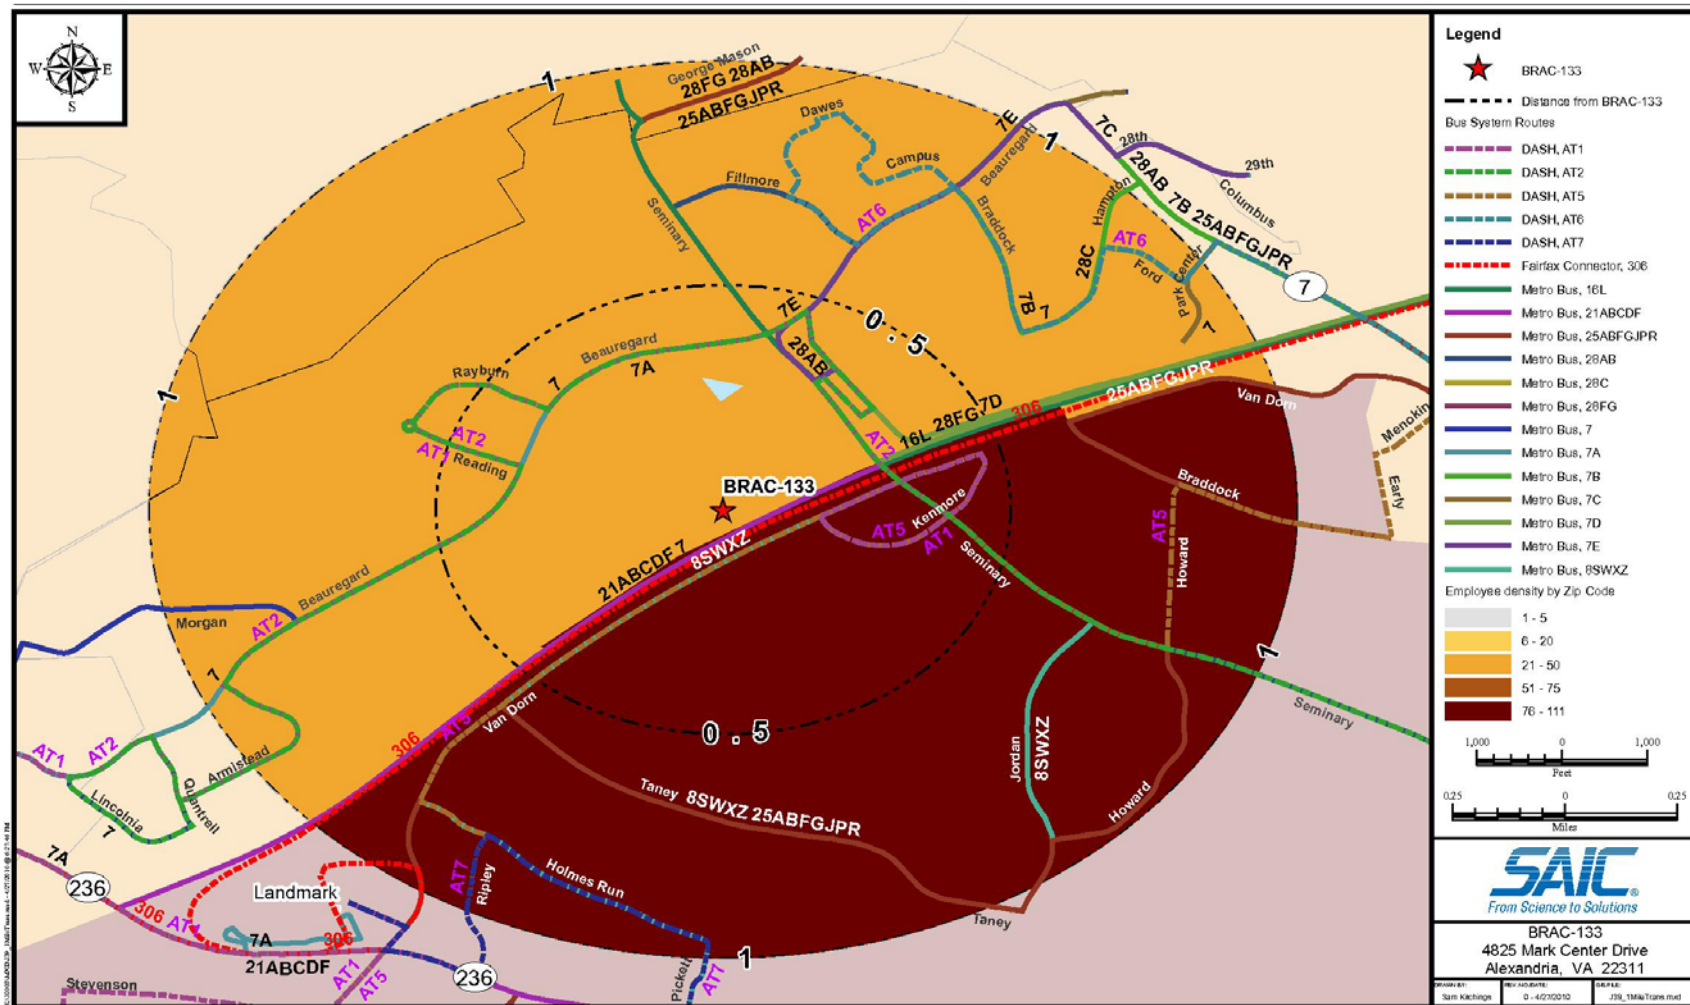 N
W E
S
1
George Mason
28FG 28AB
25ABFGJPR
Dawes
7E
Beauregard
1
7C
28th
29th
28AB 7B 25ABFGJPR
Columbus
Fillmore
Campus
Seminary
AT6
Braddock
Hampton
28C
AT6
Ford
Park Center
7
7B 7
7
0.5
7E
28AB
Beauregard
7A
7
Rayburn
AT2
AT1
Reading
1
BRAC-133
16L 28FG 7D
306
25ABFGJPR
Van Dorn
Menokin
Early
AT2
Kenmore
AT5
AT1
Braddock
AT5
Howard
Seminary
21ABCDF 7
8SWXZ
Beauregard
Morgan
AT2
7
1
Seminary
AT1
AT2
Armistead
Quantrell
Lincolnia
7
306
AT5
Van Dorn
0.5
Jordan
8SWXZ
Taney 8SWXZ 25ABFGJPR
Howard
Taney
7A
236
Landmark
306
7A
306
21ABCDF
AT1
AT5
AT7
Ripley
Holmes Run
236
Pickett
AT7
1
Stevenson
Legend
BRAC-133
Distance from BRAC-133
Bus System Routes
DASH, AT1
DASH, AT2
DASH, AT5
DASH, AT6
DASH, AT7
Fairfax Connector, 306
Metro Bus, 16L
Metro Bus, 21ABCDF
Metro Bus, 25ABFGJPR
Metro Bus, 28AB
Metro Bus, 28C
Metro Bus, 28FG
Metro Bus, 7
Metro Bus, 7A
Metro Bus, 7B
Metro Bus, 7C
Metro Bus, 7D
Metro Bus, 7E
Metro Bus, 8SWXZ
Employee density by Zip Code
1 - 5
6 - 20
21 - 50
51 - 75
76 - 111
1,000 0 1,000
Feet
0.25 0 0.25
Miles
SAIC®
From Science to Solutions
BRAC-133
4825 Mark Center Drive
Alexandria, VA 22311
DRAWN BY:
Sam Kitchings
REV. AND DATE:
0 - 4/27/2010